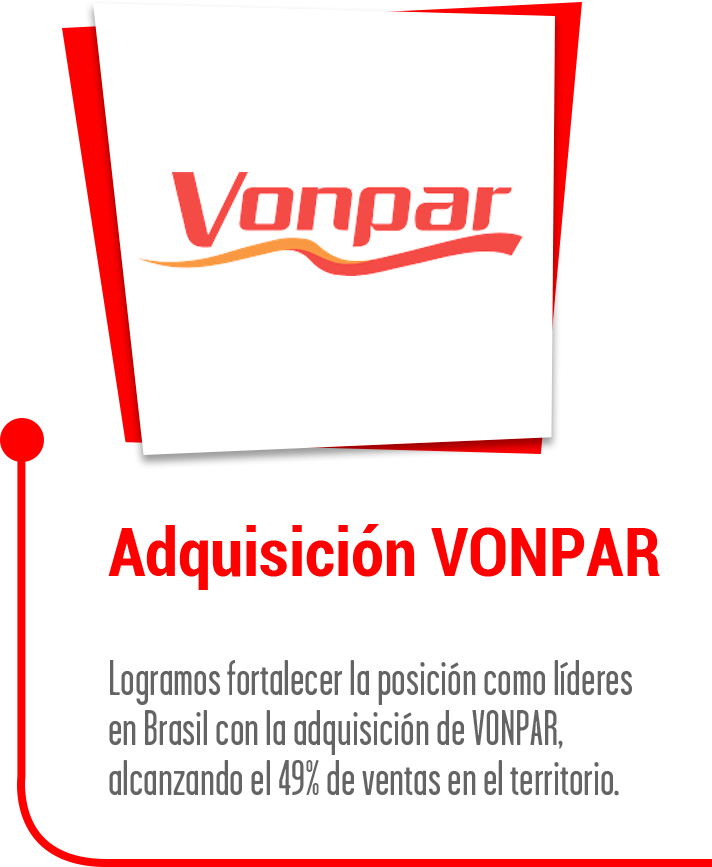 Vonpar
Adquisición VONPAR
Logramos fortalecer la posición como líderes
en Brasil con la adquisición de VONPAR,
alcanzando el 49% de ventas en el territorio.